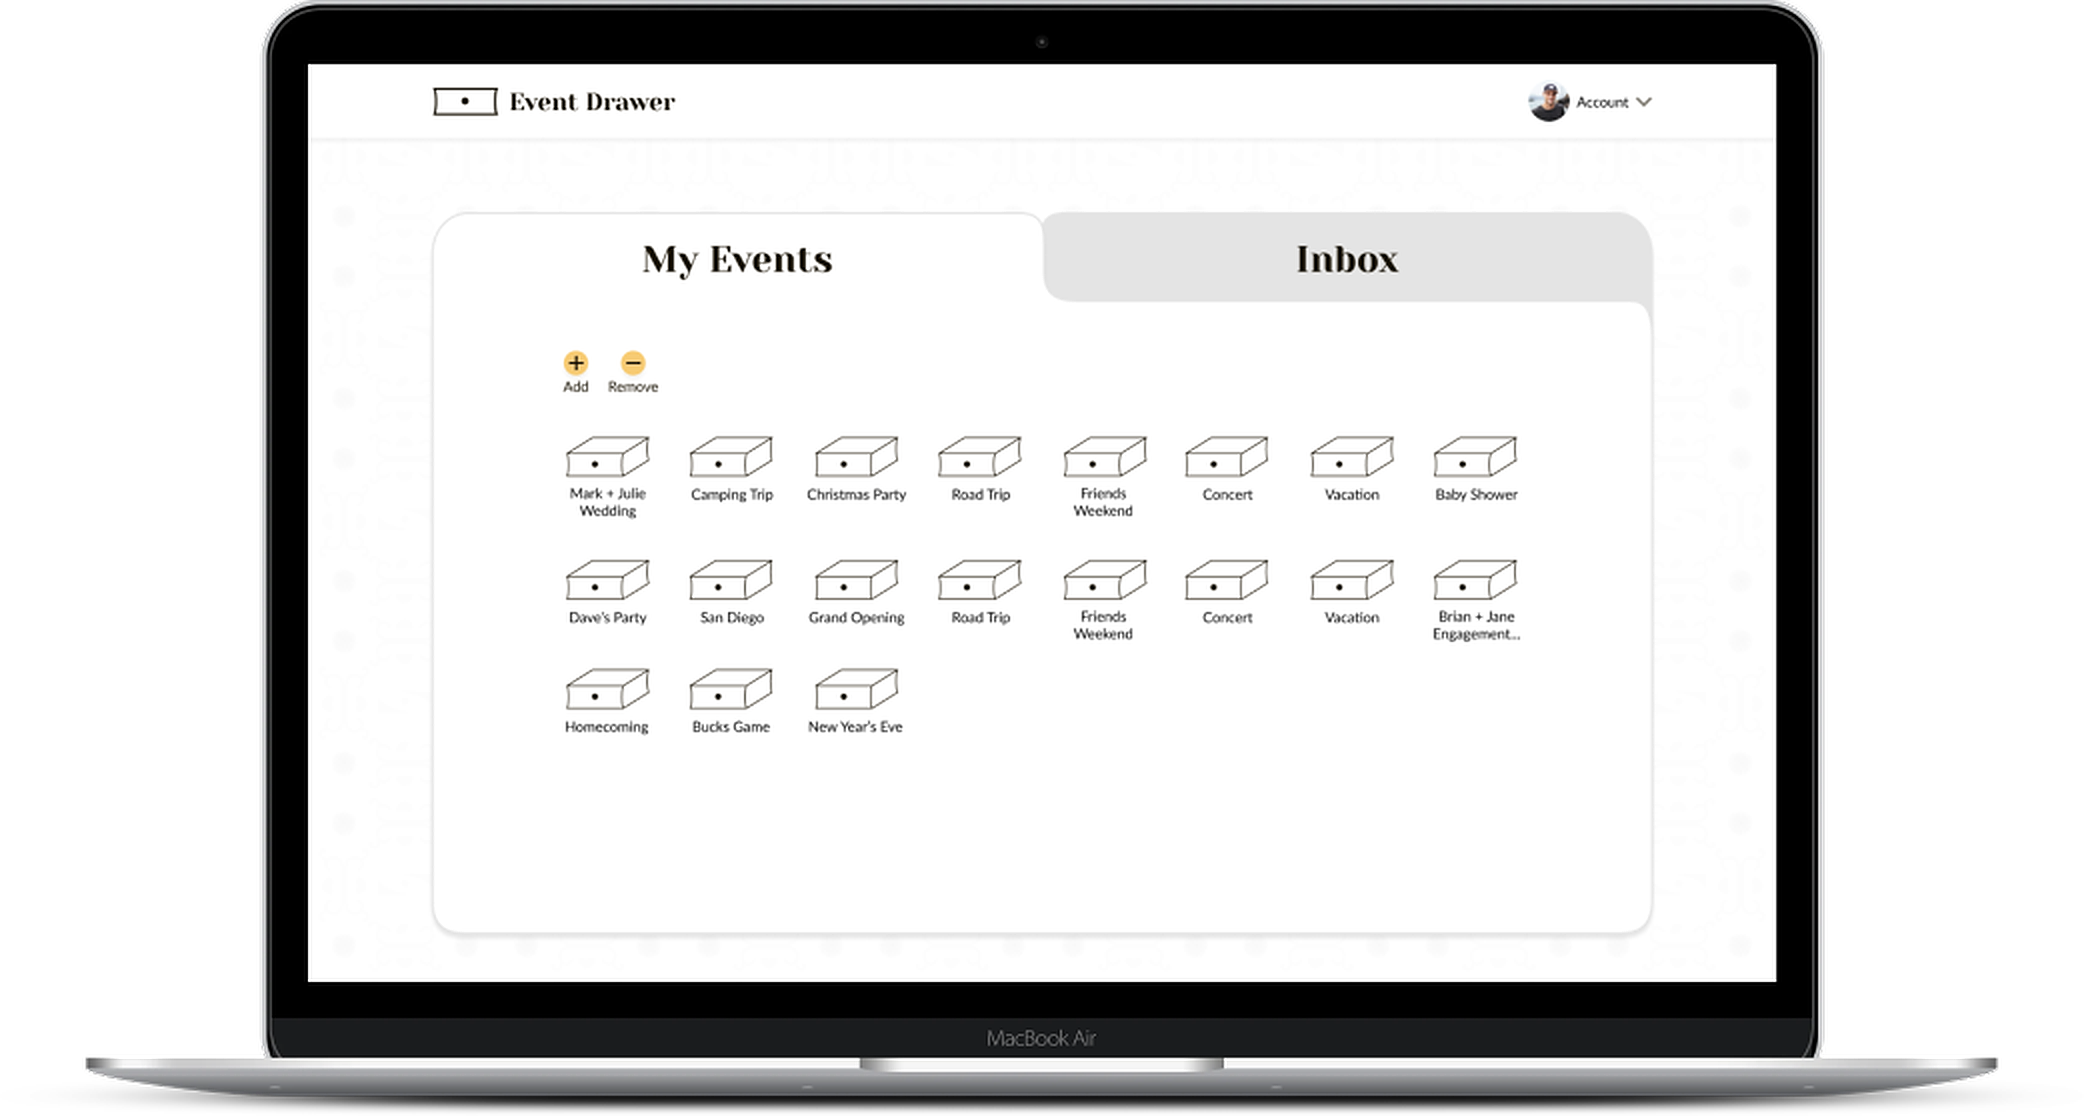 Event Drawer
Account
My Events
Inbox
Add
Remove
Mark + Julie
Wedding
Camping Trip
Christmas Party
Road Trip
Friends
Weekend
Concert
Vacation
Baby Shower
Dave's Party
San Diego
Grand Opening
Road Trip
Friends
Weekend
Concert
Vacation
Brian + Jane
Engagement...
Homecoming
Bucks Game
New Year's Eve
MacBook Air